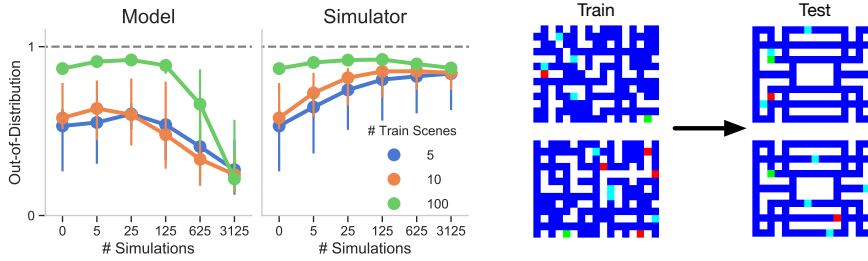 Model
Simulator
Train
Test
Out-of-Distribution
1
0
# Train Scenes
5
10
100
0 5 25 125 625 3125
0 5 25 125 625 3125
# Simulations
# Simulations